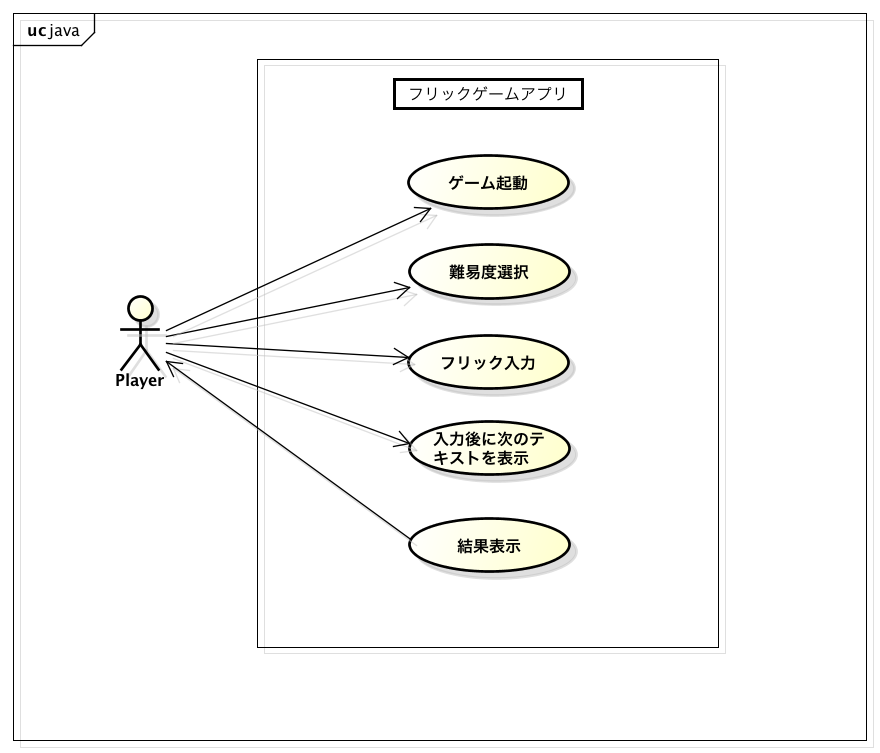 uc java
フリックゲームアプリ
ゲーム起動
難易度選択
フリック入力
Player
入力後に次のテ
キストを表示
結果表示